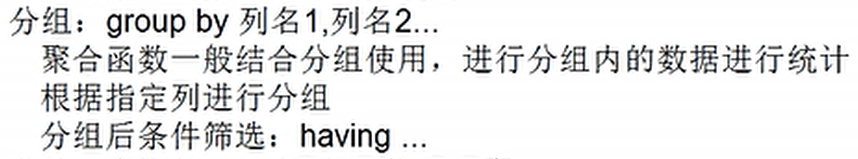 分组：group by 列名1,列名2...
聚合函数一般结合分组使用，进行分组内的数据进行统计
根据指定列进行分组
分组后条件筛选：having ...